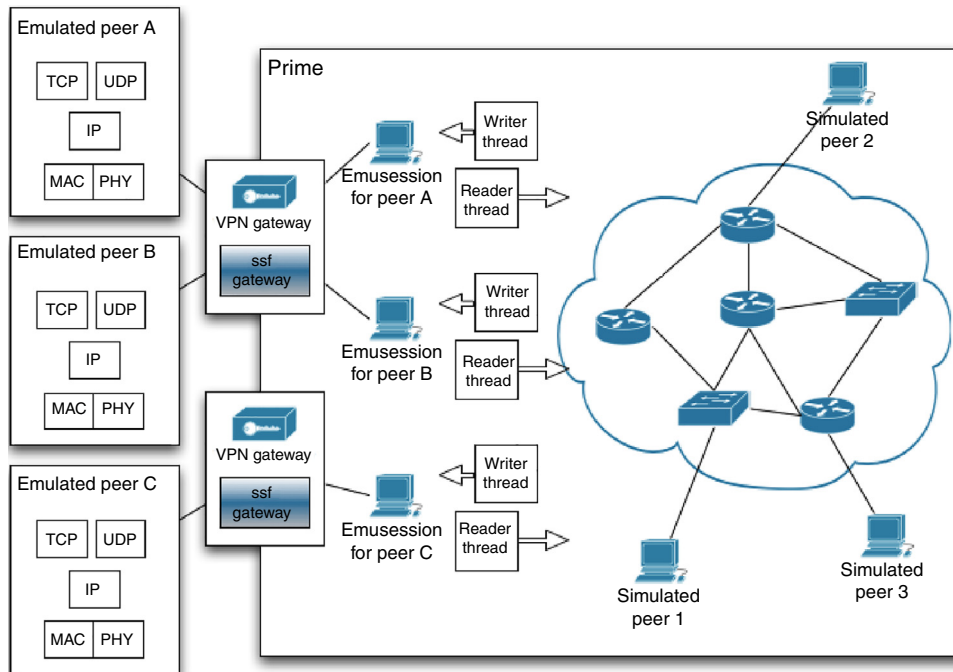 Emulated peer A
TCP
UDP
IP
MAC
PHY
Emulated peer B
TCP
UDP
IP
MAC
PHY
Emulated peer C
TCP
UDP
IP
MAC
PHY
Prime
VPN gateway
ssf
gateway
VPN gateway
ssf
gateway
Emusession
for peer A
Writer
thread
Reader
thread
Emusession
for peer B
Writer
thread
Reader
thread
Emusession
for peer C
Writer
thread
Reader
thread
Simulated
peer 2
Simulated
peer 1
Simulated
peer 3